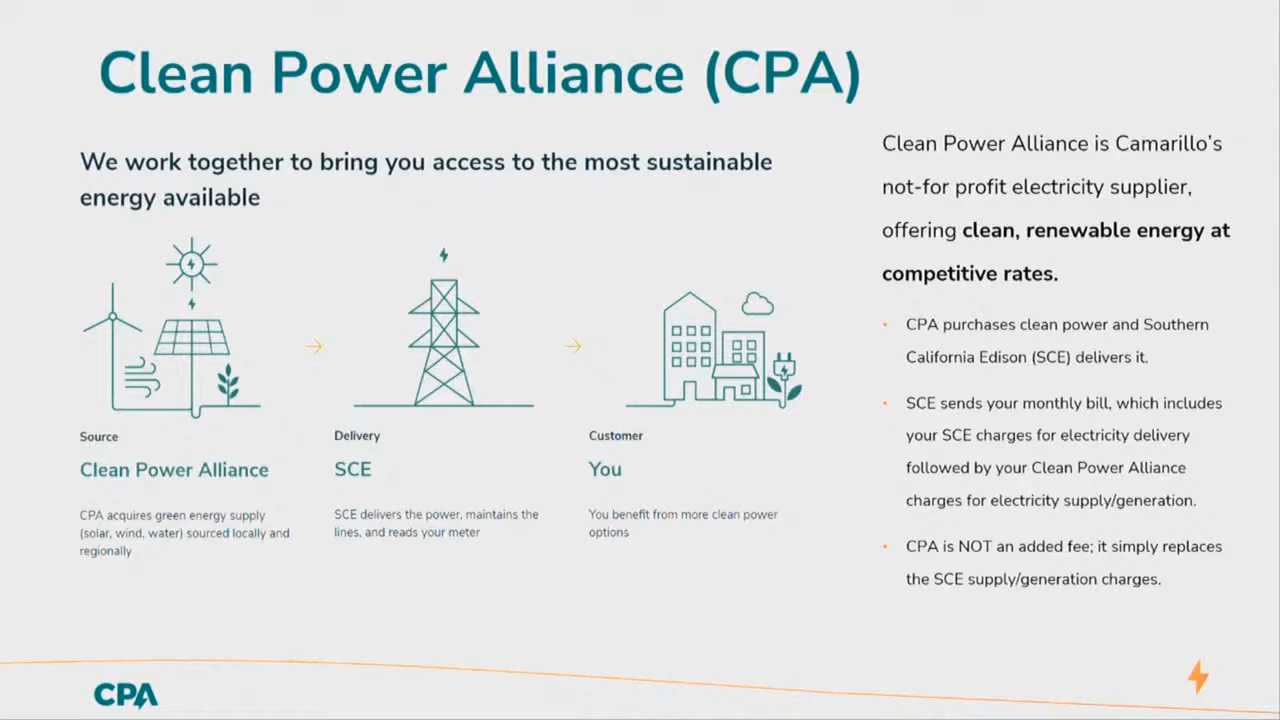 Clean Power Alliance (CPA)
We work together to bring you access to the most sustainable
energy available
Source
Clean Power Alliance
CPA acquires green energy supply
(solar, wind, water) sourced locally and
regionally
Delivery
SCE
SCE delivers the power, maintains the
lines, and reads your meter
Customer
You
You benefit from more clean power
options
Clean Power Alliance is Camarillo's
not-for profit electricity supplier,
offering clean, renewable energy at
competitive rates.
• CPA purchases clean power and Southern
California Edison (SCE) delivers it.
• SCE sends your monthly bill, which includes
your SCE charges for electricity delivery
followed by your Clean Power Alliance
charges for electricity supply/generation.
• CPA is NOT an added fee; it simply replaces
the SCE supply/generation charges.
CPA